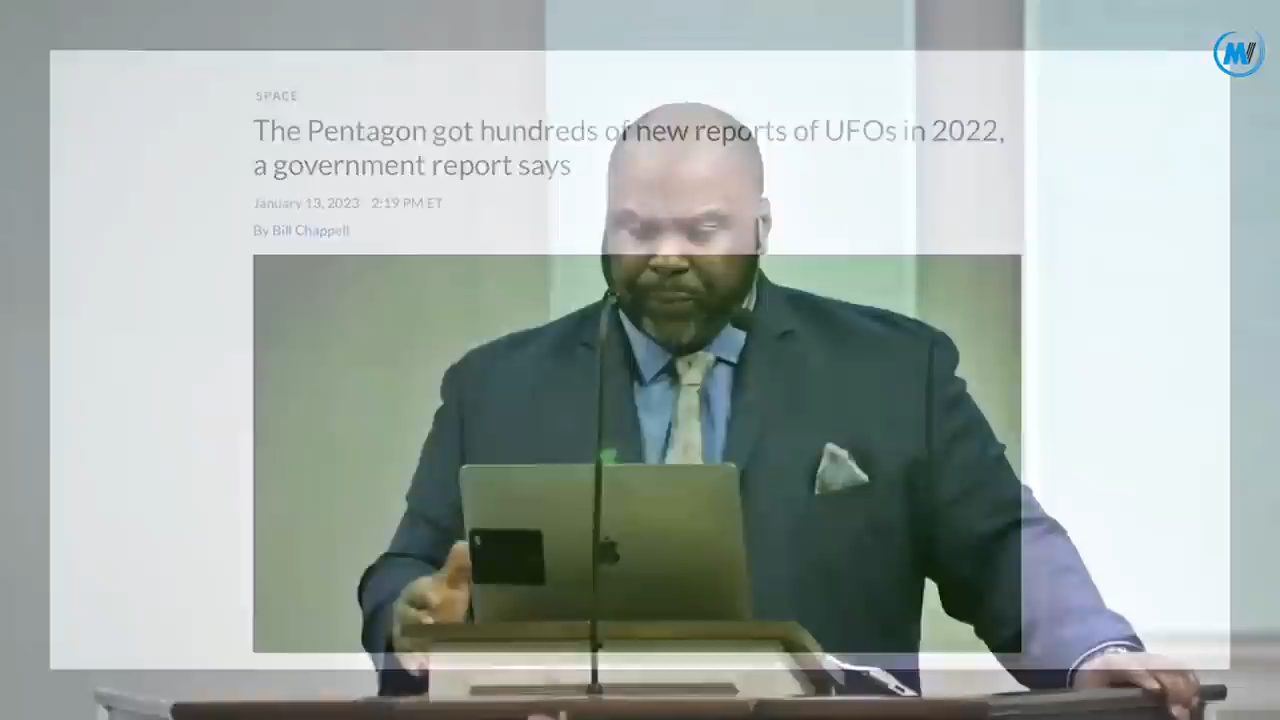 SPACE
The Pentagon got hundreds of new reports of UFOs in 2022,
a government report says
January 13, 2023 2:19 PM ET
By Bill Chappell
M